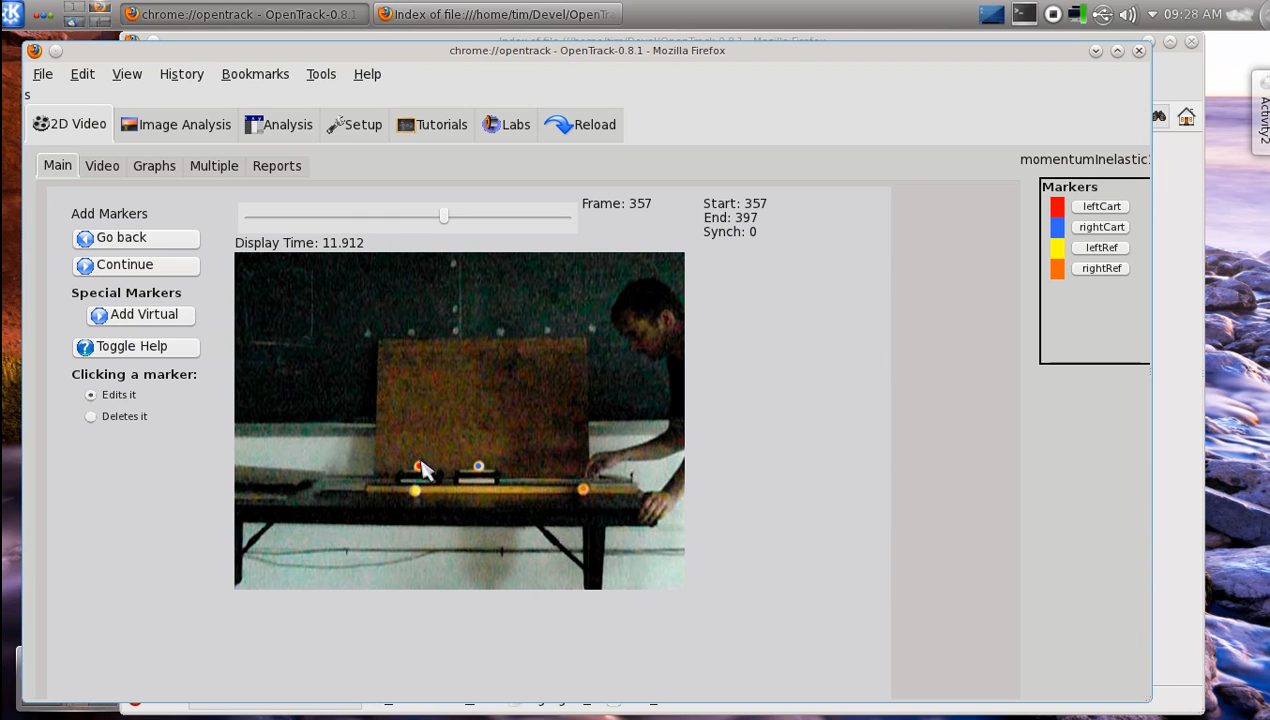 chrome://opentrack - OpenTrack-0.8.1
Index of file:///home/tim/Devel/OpenTr
09:28 AM
chrome://opentrack - OpenTrack-0.8.1 - Mozilla Firefox
File Edit View History Bookmarks Tools Help
s
2D Video Image Analysis Analysis Setup Tutorials Labs Reload
Activity2
Main Video Graphs Multiple Reports
momentumInelastic
Markers
leftCart
rightCart
leftRef
rightRef
Add Markers
Go back
Continue
Special Markers
Add Virtual
Toggle Help
Clicking a marker:
Edits it
Deletes it
Frame: 357
Start: 357
End: 397
Synch: 0
Display Time: 11.912